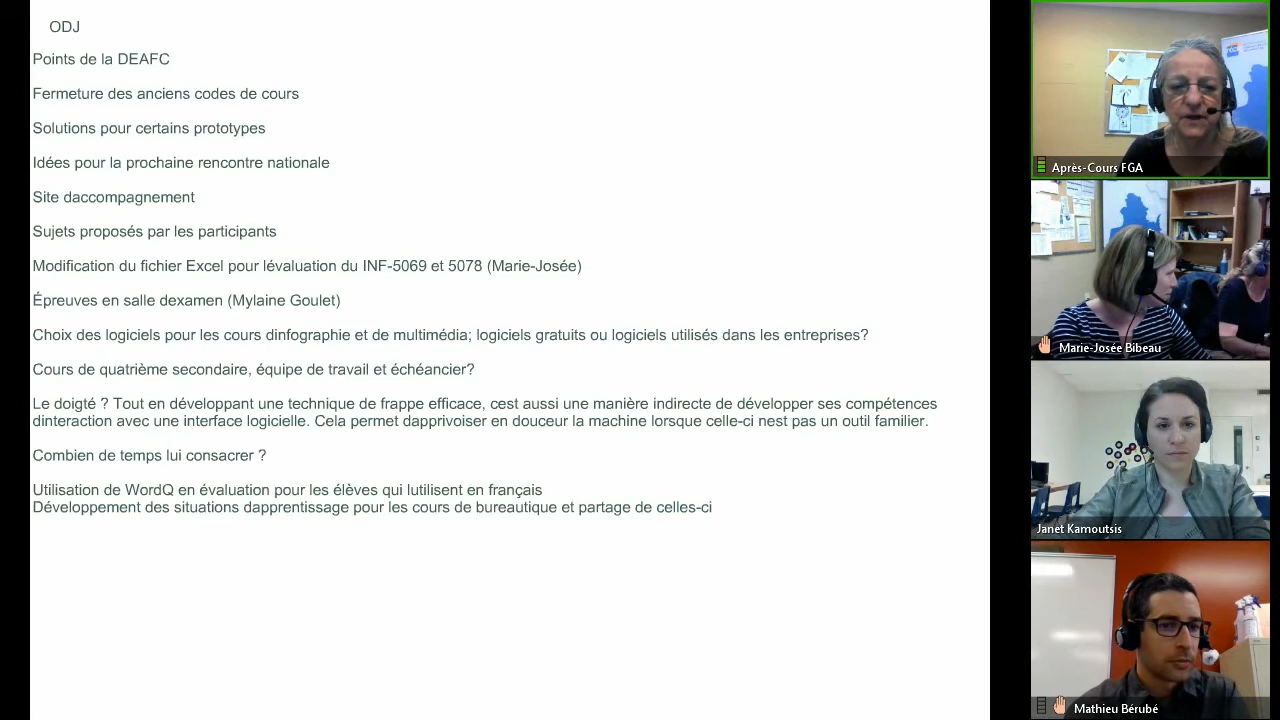 ODJ
Points de la DEAFC
Fermeture des anciens codes de cours
Solutions pour certains prototypes
Idées pour la prochaine rencontre nationale
Site daccompagnement
Sujets proposés par les participants
Modification du fichier Excel pour lévaluation du INF-5069 et 5078 (Marie-Josée)
Épreuves en salle dexamen (Mylaine Goulet)
Choix des logiciels pour les cours dinfographie et de multimédia; logiciels gratuits ou logiciels utilisés dans les entreprises?
Cours de quatrième secondaire, équipe de travail et échéancier?
Le doigté ? Tout en développant une technique de frappe efficace, cest aussi une manière indirecte de développer ses compétences
dinteraction avec une interface logicielle. Cela permet dapprivoiser en douceur la machine lorsque celle-ci nest pas un outil familier.
Combien de temps lui consacrer ?
Utilisation de WordQ en évaluation pour les élèves qui lutilisent en français
Développement des situations dapprentissage pour les cours de bureautique et partage de celles-ci
Après-Cours FGA
Marie-Josée Bibeau
Janet Kamoutsis
Mathieu Bérubé